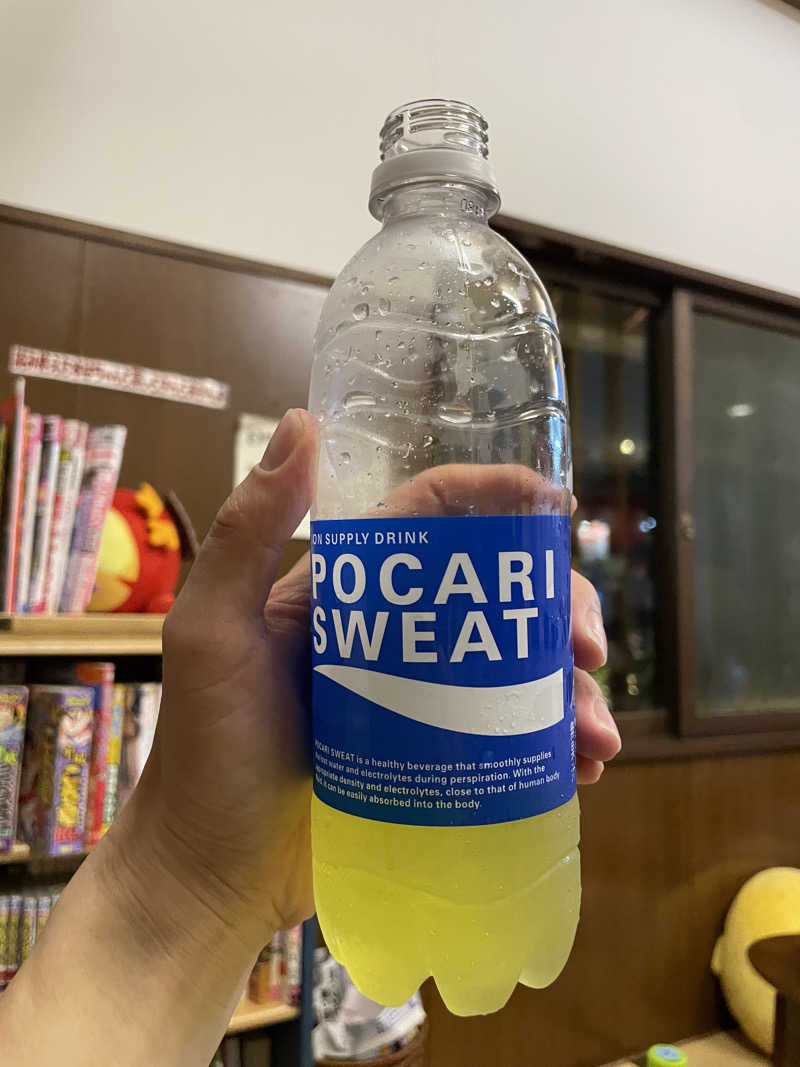 ION SUPPLY DRINK
POCARI
SWEAT
POCARI SWEAT is a healthy beverage that smoothly supplies
lost water and electrolytes during perspiration. With the
appropriate density and electrolytes, close to that of human body
fluid, it can be easily absorbed into the body.